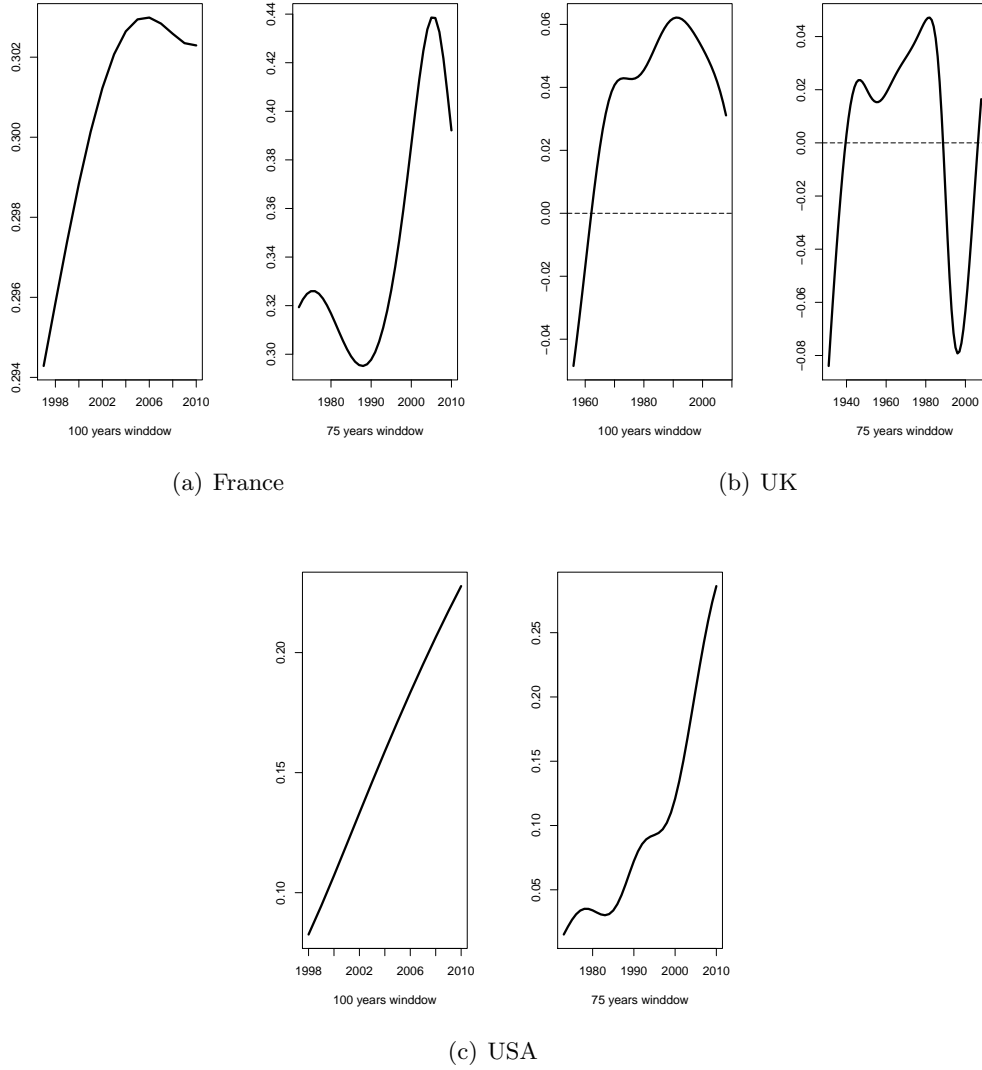 0.294 0.296 0.298 0.300 0.302
1998 2002 2006 2010
100 years winddow
0.30 0.32 0.34 0.36 0.38 0.40 0.42 0.44
1980 1990 2000 2010
75 years winddow
(a) France
−0.04 −0.02 0.00 0.02 0.04 0.06
1960 1980 2000
100 years winddow
−0.08 −0.06 −0.04 −0.02 0.00 0.02 0.04
1940 1960 1980 2000
75 years winddow
(b) UK
0.10 0.15 0.20
1998 2002 2006 2010
100 years winddow
0.05 0.10 0.15 0.20 0.25
1980 1990 2000 2010
75 years winddow
(c) USA